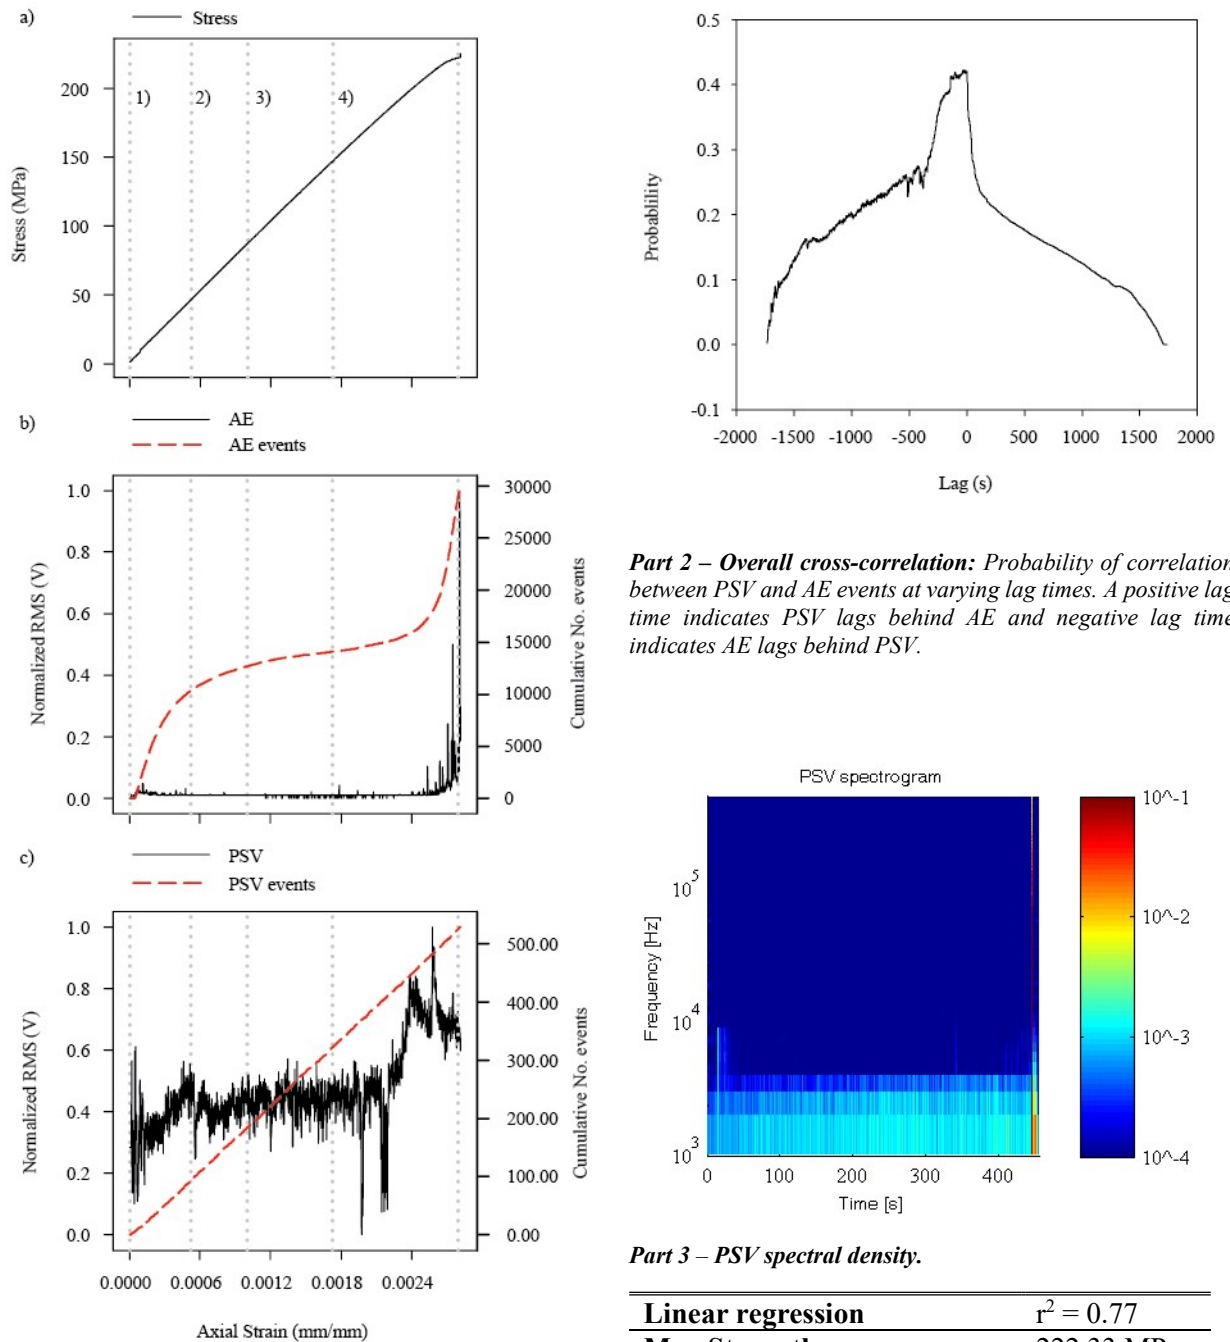 a)
Stress
Stress (MPa)
200
150
100
50
0
1)
2)
3)
4)
b)
AE
AE events
Normalized RMS (V)
1.0
0.8
0.6
0.4
0.2
0.0
30000
25000
20000
15000
10000
5000
0
Cumulative No. events
c)
PSV
PSV events
Normalized RMS (V)
1.0
0.8
0.6
0.4
0.2
0.0
500.00
400.00
300.00
200.00
100.00
0.00
Cumulative No. events
0.0000 0.0006 0.0012 0.0018 0.0024
Axial Strain (mm/mm)
Probablility
0.5
0.4
0.3
0.2
0.1
0.0
-0.1
-2000 -1500 -1000 -500 0 500 1000 1500 2000
Lag (s)
Part 2 – Overall cross-correlation: Probability of correlation
between PSV and AE events at varying lag times. A positive lag
time indicates PSV lags behind AE and negative lag time
indicates AE lags behind PSV.
PSV spectrogram
Frequency [Hz]
10^5
10^4
10^3
0 100 200 300 400
Time [s]
10^-1
10^-2
10^-3
10^-4
Part 3 – PSV spectral density.
Linear regression r² = 0.77